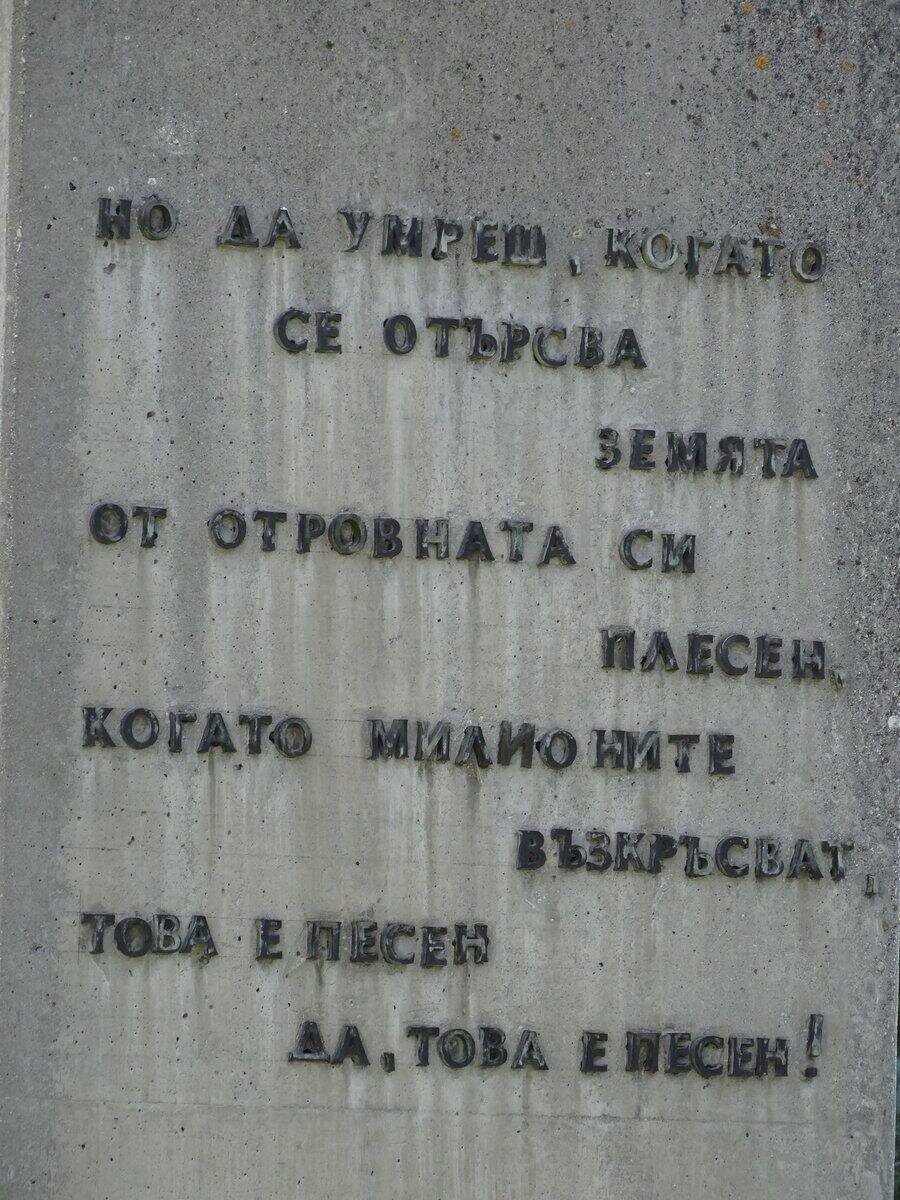 НО ДА УМРЕШ, КОГАТО
СЕ ОТЪРСВА
ЗЕМЯТА
ОТ ОТРОВНАТА СИ
ПЛЕСЕН,
КОГАТО МИЛИОНИТЕ
ВЪЗКРЪСВАТ,
ТОВА Е ПЕСЕН
ДА, ТОВА Е ПЕСЕН!